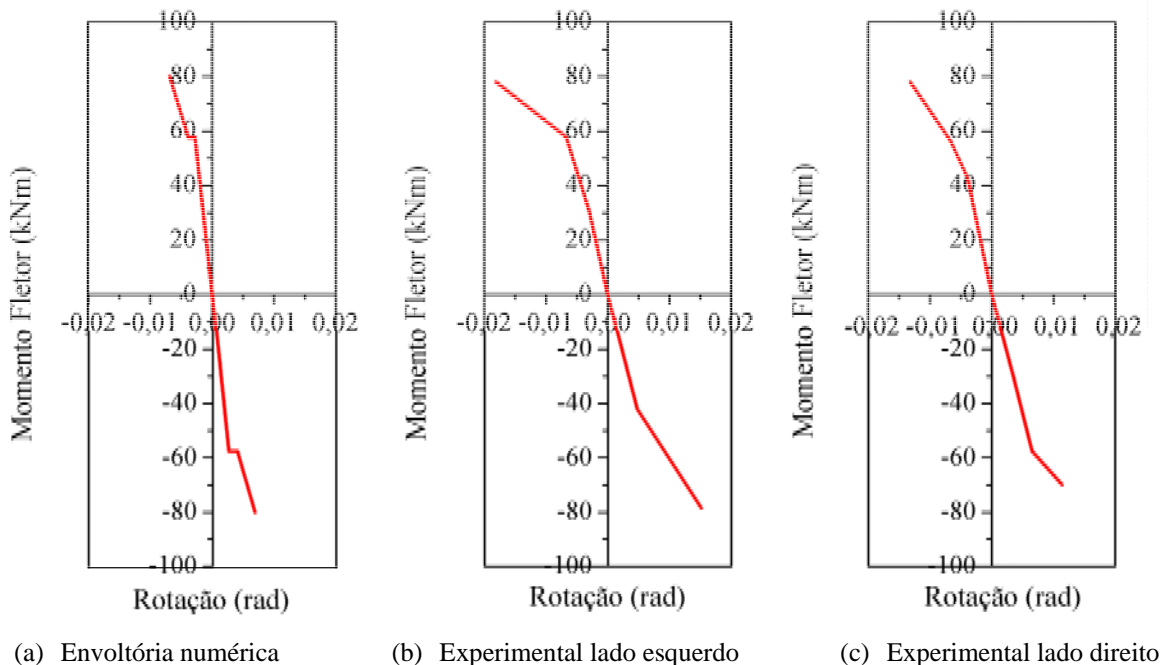 100
80
60
40
20
0
-0,02 -0,01 0,00 0,01 0,02
-20
-40
-60
-80
-100
Momento Fletor (kNm)
Rotação (rad)
(a) Envoltória numérica
100
80
60
40
20
0
-0,02 -0,01 0,00 0,01 0,02
-20
-40
-60
-80
-100
Momento Fletor (kNm)
Rotação (rad)
(b) Experimental lado esquerdo
100
80
60
40
20
0
-0,02 -0,01 0,00 0,01 0,02
-20
-40
-60
-80
-100
Momento Fletor (kNm)
Rotação (rad)
(c) Experimental lado direito